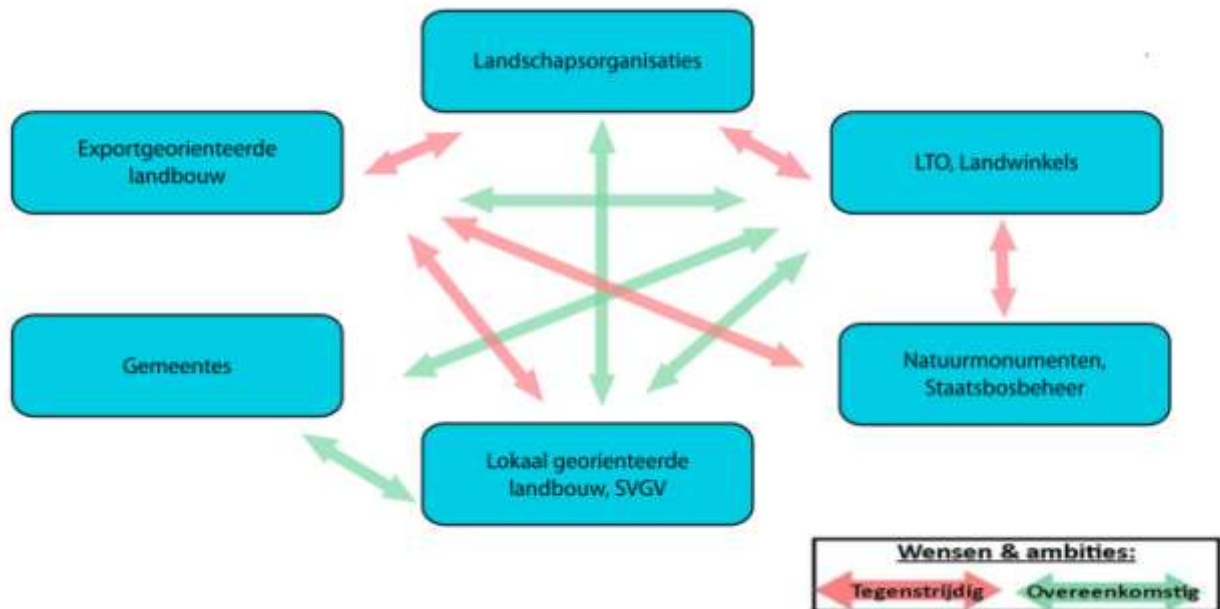 Landschapsorganisaties
Exportgeorienteerde
landbouw
LTO, Landwinkels
Gemeentes
Natuurmonumenten,
Staatsbosbeheer
Lokaal georienteerde
landbouw, SVGV
Wensen & ambities:
Tegenstrijdig
Overeenkomstig